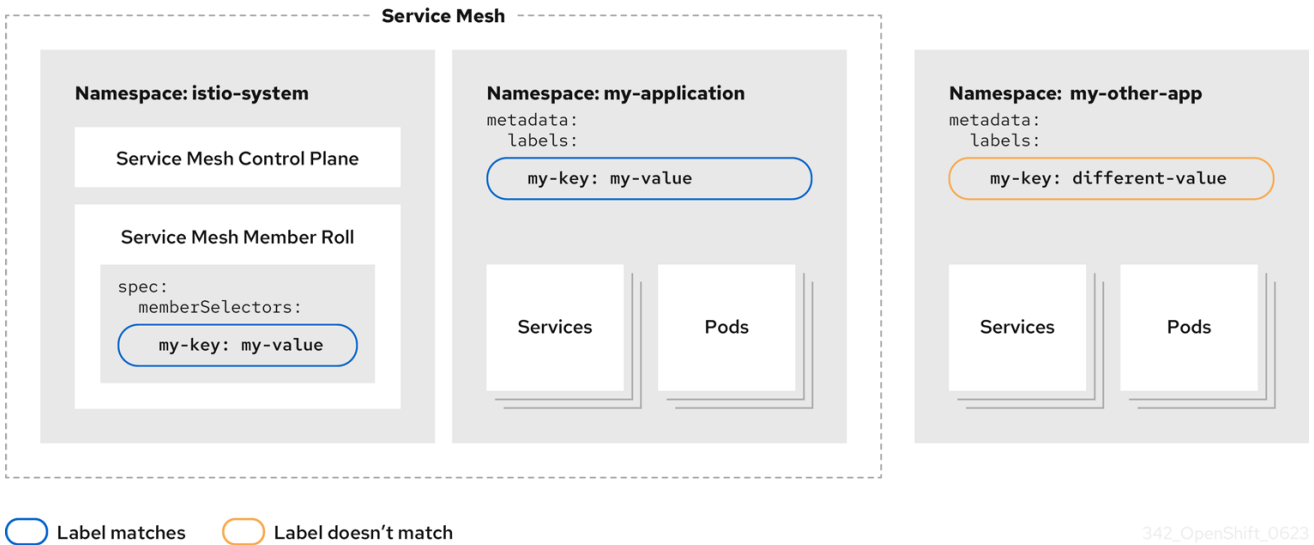 Service Mesh
Namespace: istio-system
Service Mesh Control Plane
Service Mesh Member Roll
spec:
memberSelectors:
my-key: my-value
Namespace: my-application
metadata:
labels:
my-key: my-value
Services
Pods
Namespace: my-other-app
metadata:
labels:
my-key: different-value
Services
Pods
Label matches
Label doesn’t match
342_OpenShift_0623